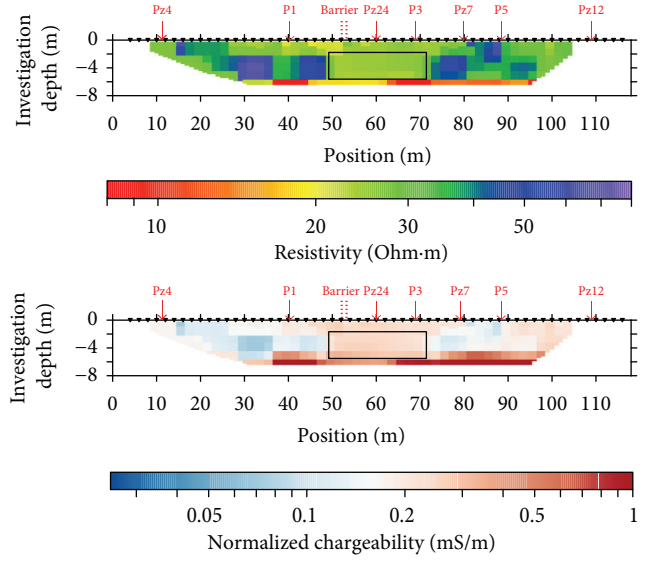 Pz4 P1 Barrier Pz24 P3 Pz7 P5 Pz12
Investigation
depth (m)
0
−4
−8
0 10 20 30 40 50 60 70 80 90 100 110
Position (m)
10 20 30 50
Resistivity (Ohm·m)
Pz4 P1 Barrier Pz24 P3 Pz7 P5 Pz12
Investigation
depth (m)
0
−4
−8
0 10 20 30 40 50 60 70 80 90 100 110
Position (m)
0.05 0.1 0.2 0.5 1
Normalized chargeability (mS/m)